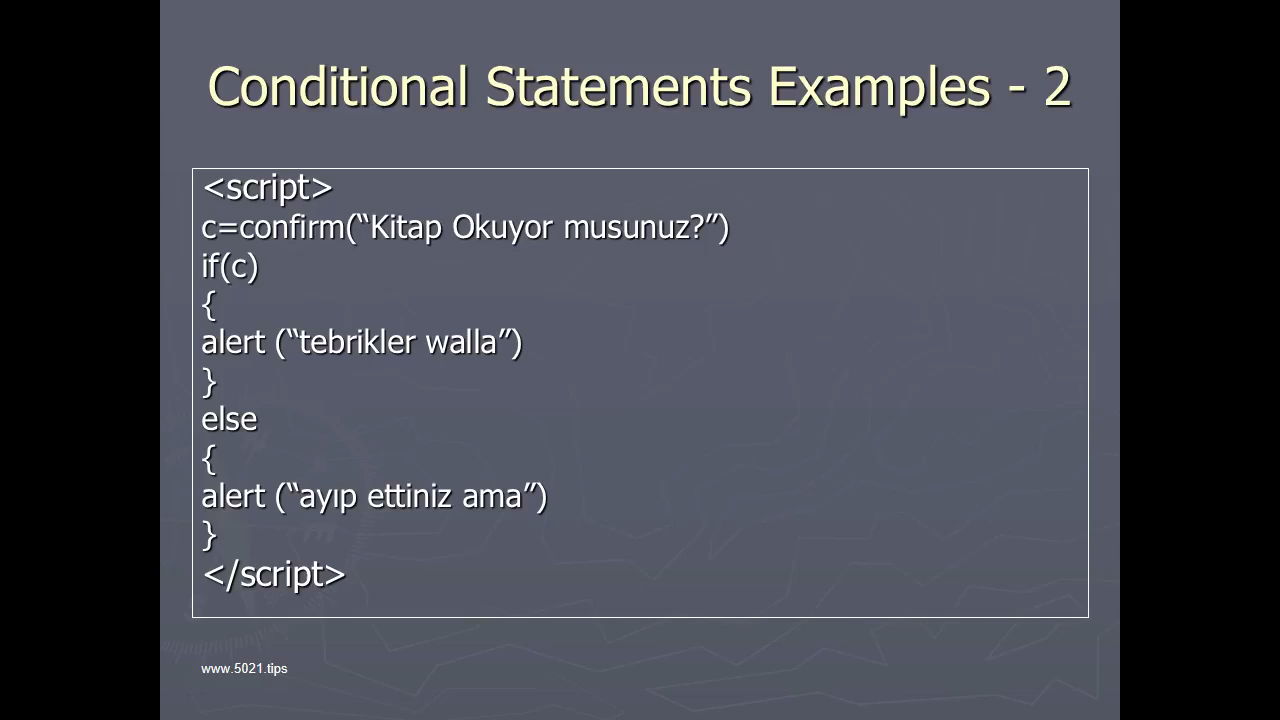 Conditional Statements Examples - 2
<script>
c=confirm(“Kitap Okuyor musunuz?”)
if(c)
{
alert (“tebrikler walla”)
}
else
{
alert (“ayıp ettiniz ama”)
}
</script>
www.5021.tips